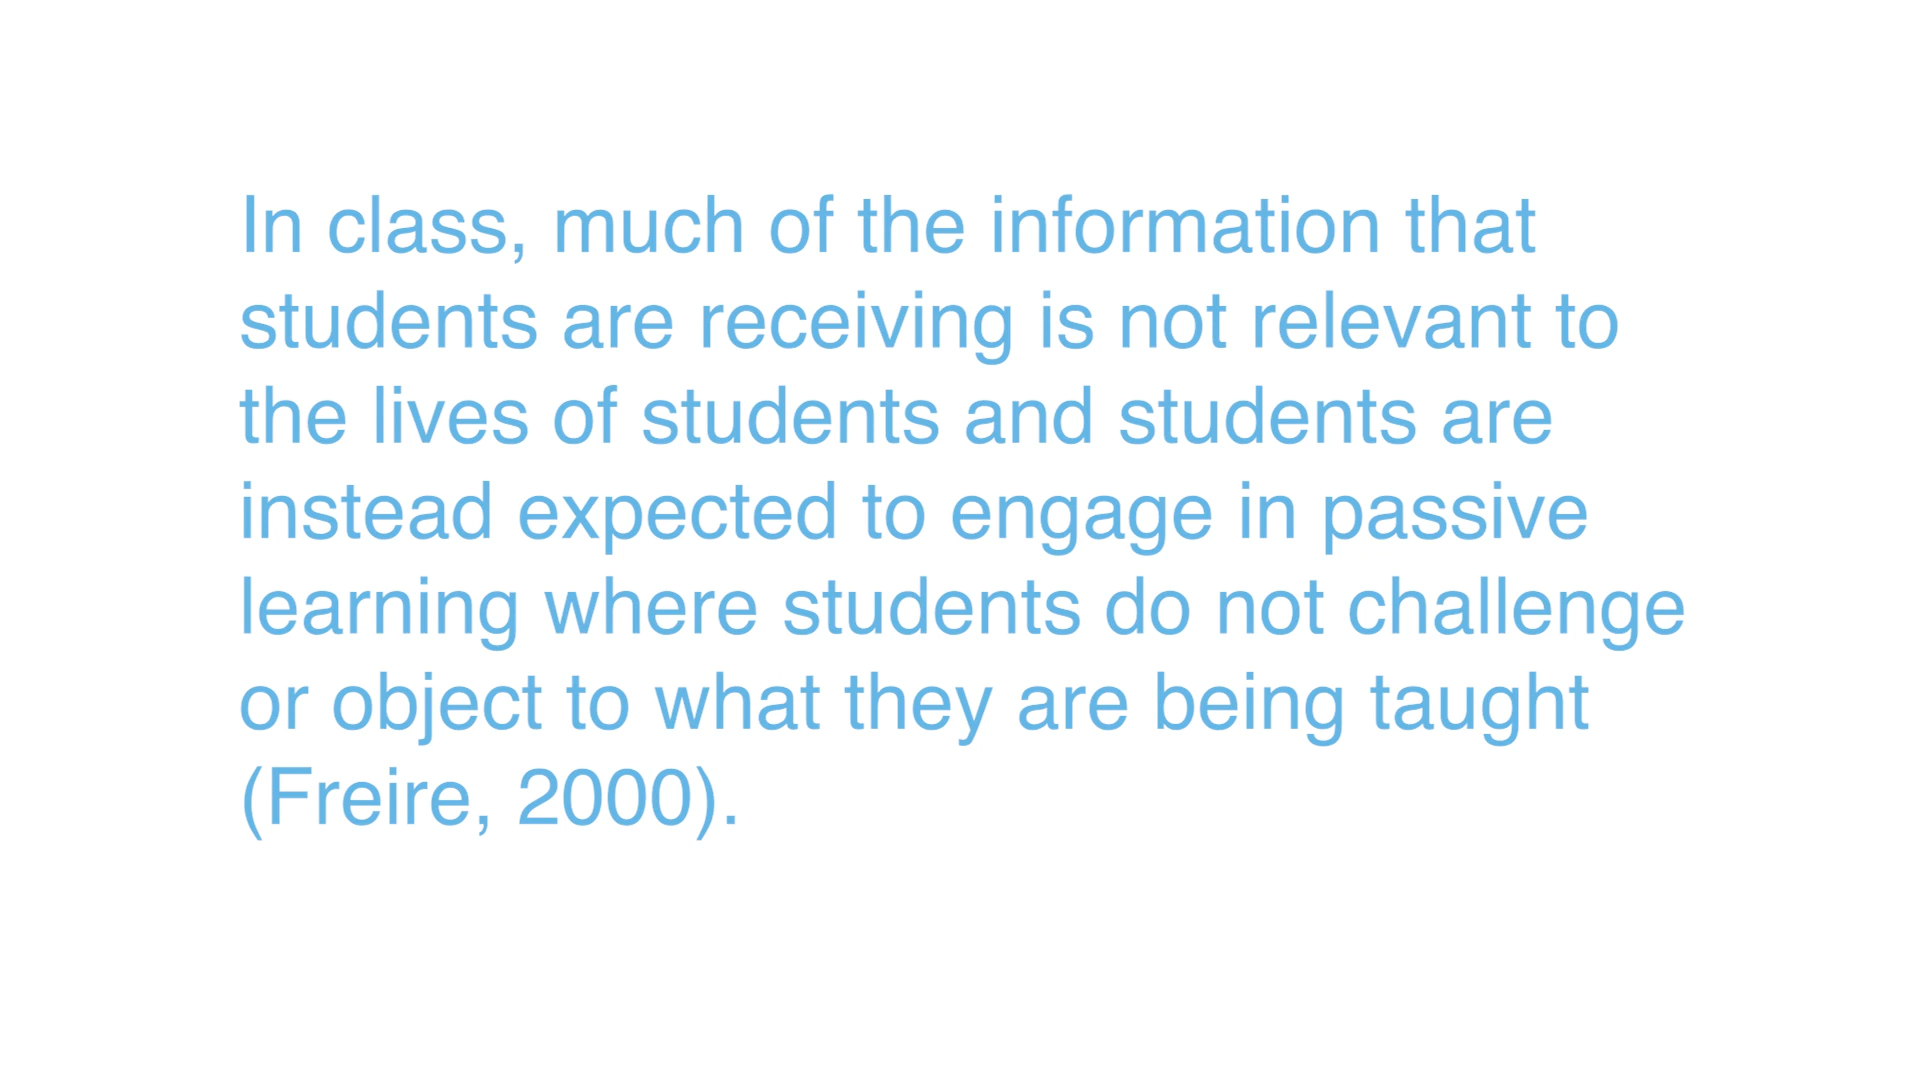 In class, much of the information that
students are receiving is not relevant to
the lives of students and students are
instead expected to engage in passive
learning where students do not challenge
or object to what they are being taught
(Freire, 2000).